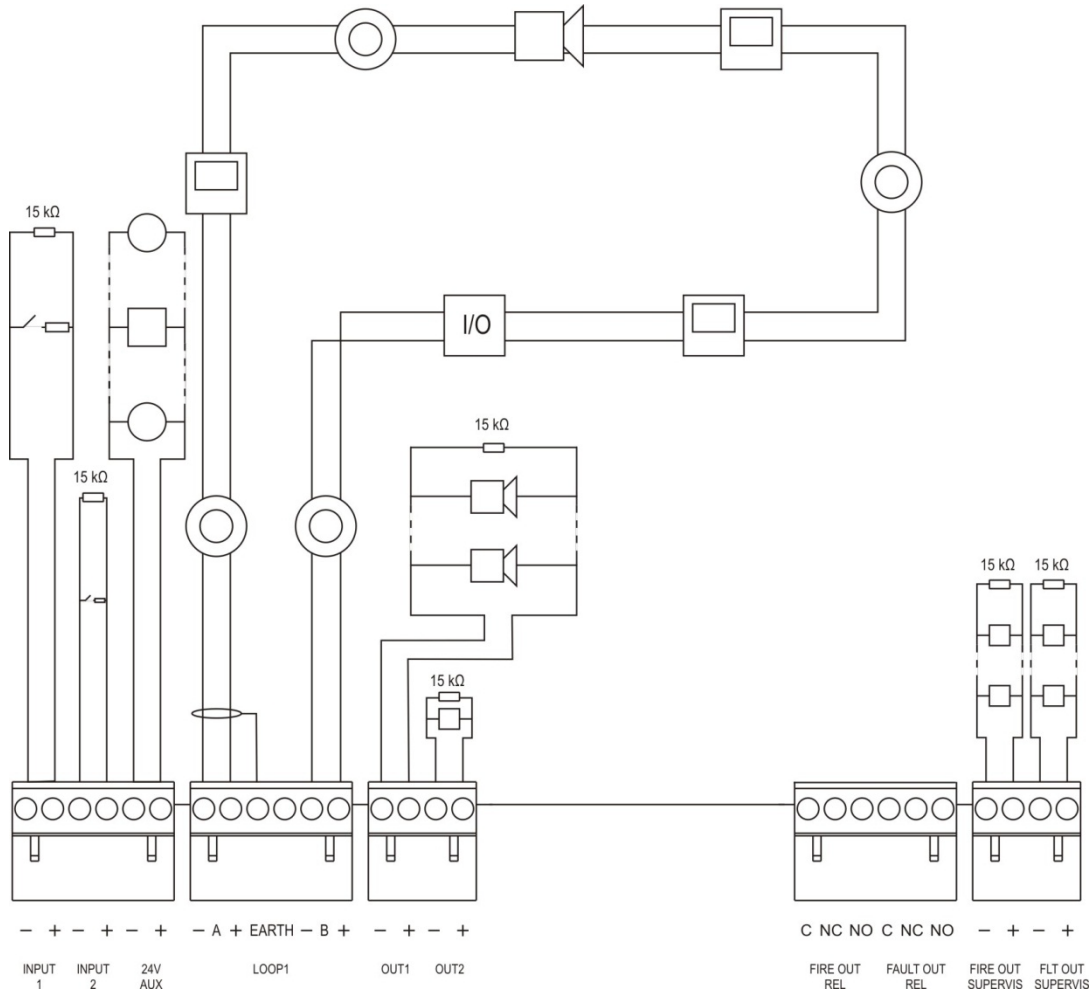 15 kΩ
I/O
15 kΩ
15 kΩ
15 kΩ
15 kΩ
15 kΩ
− + − + − + − A + EARTH − B + − + − + C NC NO C NC NO − + − +
INPUT 1
INPUT 2
24V AUX
LOOP1
OUT1
OUT2
FIRE OUT REL
FAULT OUT REL
FIRE OUT SUPERVIS
FLT OUT SUPERVIS